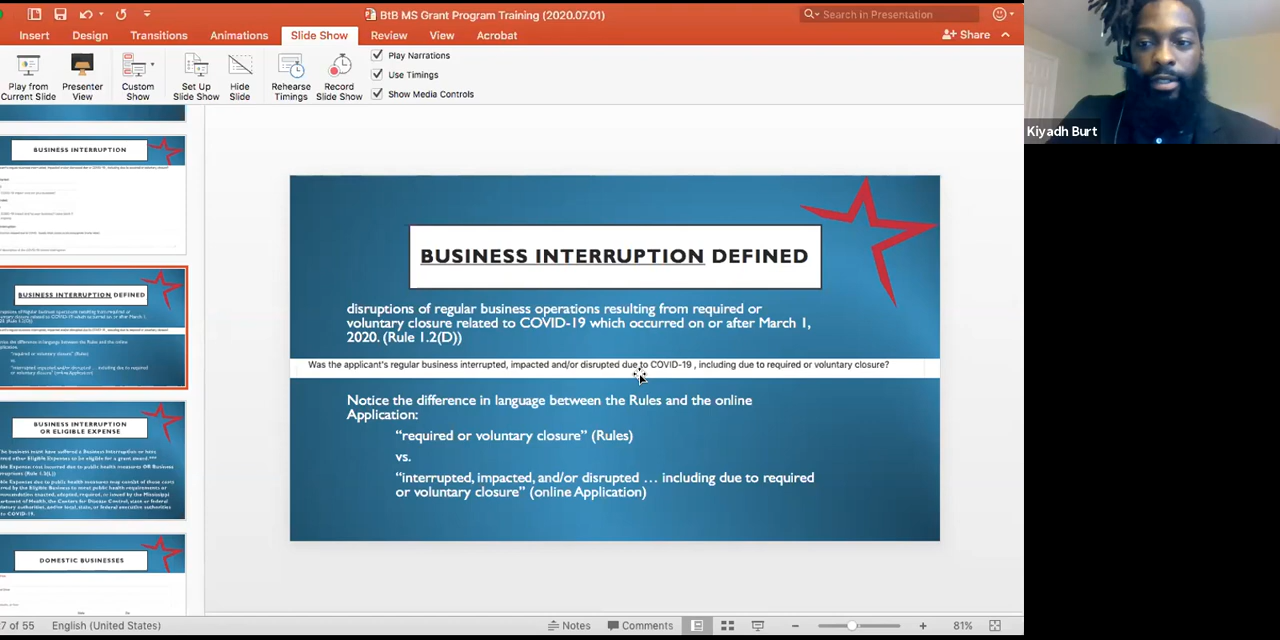 BtB MS Grant Program Training (2020.07.01)
Search in Presentation
Insert Design Transitions Animations Slide Show Review View Acrobat
Share
Play from Current Slide
Presenter View
Custom Show
Set Up Slide Show
Hide Slide
Rehearse Timings
Record Slide Show
Play Narrations
Use Timings
Show Media Controls
Kiyadh Burt
BUSINESS INTERRUPTION
BUSINESS INTERRUPTION DEFINED
BUSINESS INTERRUPTION
OR ELIGIBLE EXPENSE
DOMESTIC BUSINESSES
BUSINESS INTERRUPTION DEFINED
disruptions of regular business operations resulting from required or
voluntary closure related to COVID-19 which occurred on or after March 1,
2020. (Rule 1.2(D))
Was the applicant's regular business interrupted, impacted and/or disrupted due to COVID-19 , including due to required or voluntary closure?
Notice the difference in language between the Rules and the online
Application:
“required or voluntary closure” (Rules)
vs.
“interrupted, impacted, and/or disrupted … including due to required
or voluntary closure” (online Application)
7 of 55
English (United States)
Notes
Comments
81%